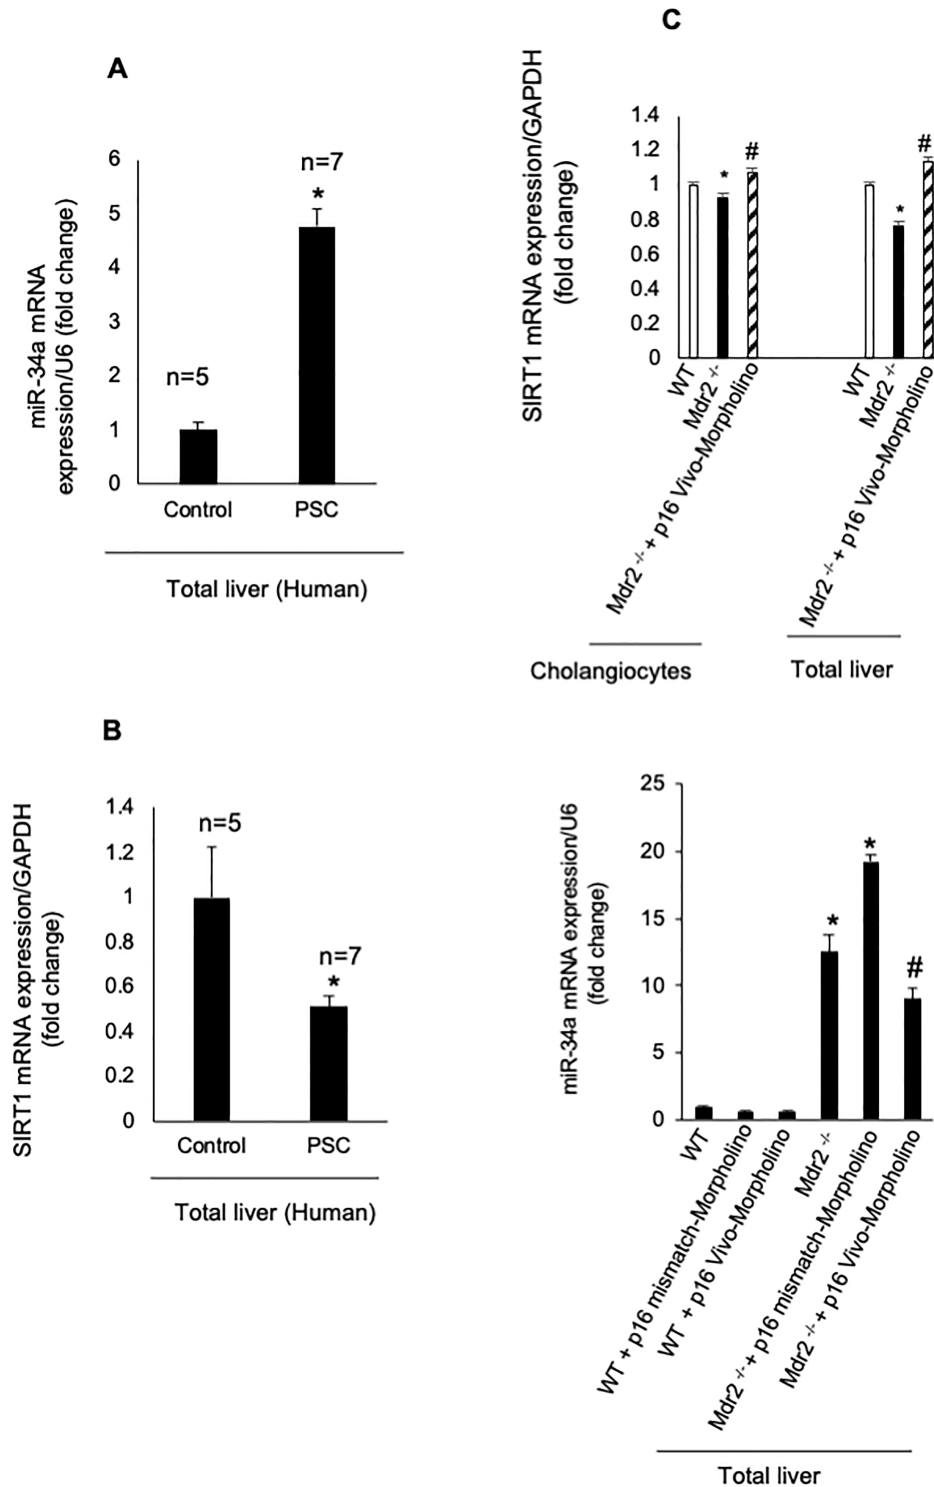 A
miR-34a mRNA
expression/U6 (fold change)
6
5
4
3
2
1
0
n=5
n=7
*
Control
PSC
Total liver (Human)
B
SIRT1 mRNA expression/GAPDH
(fold change)
1.4
1.2
1
0.8
0.6
0.4
0.2
0
n=5
n=7
*
Control
PSC
Total liver (Human)
C
SIRT1 mRNA expression/GAPDH
(fold change)
1.4
1.2
1
0.8
0.6
0.4
0.2
0
*
#
*
#
WT
Mdr2 -/-
Mdr2 -/- + p16 Vivo-Morpholino
WT
Mdr2 -/-
Mdr2 -/- + p16 Vivo-Morpholino
Cholangiocytes
Total liver
miR-34a mRNA expression/U6
(fold change)
25
20
15
10
5
0
*
*
#
WT
WT + p16 mismatch-Morpholino
WT + p16 Vivo-Morpholino
Mdr2 -/-
Mdr2 -/- + p16 mismatch-Morpholino
Mdr2 -/- + p16 Vivo-Morpholino
Total liver